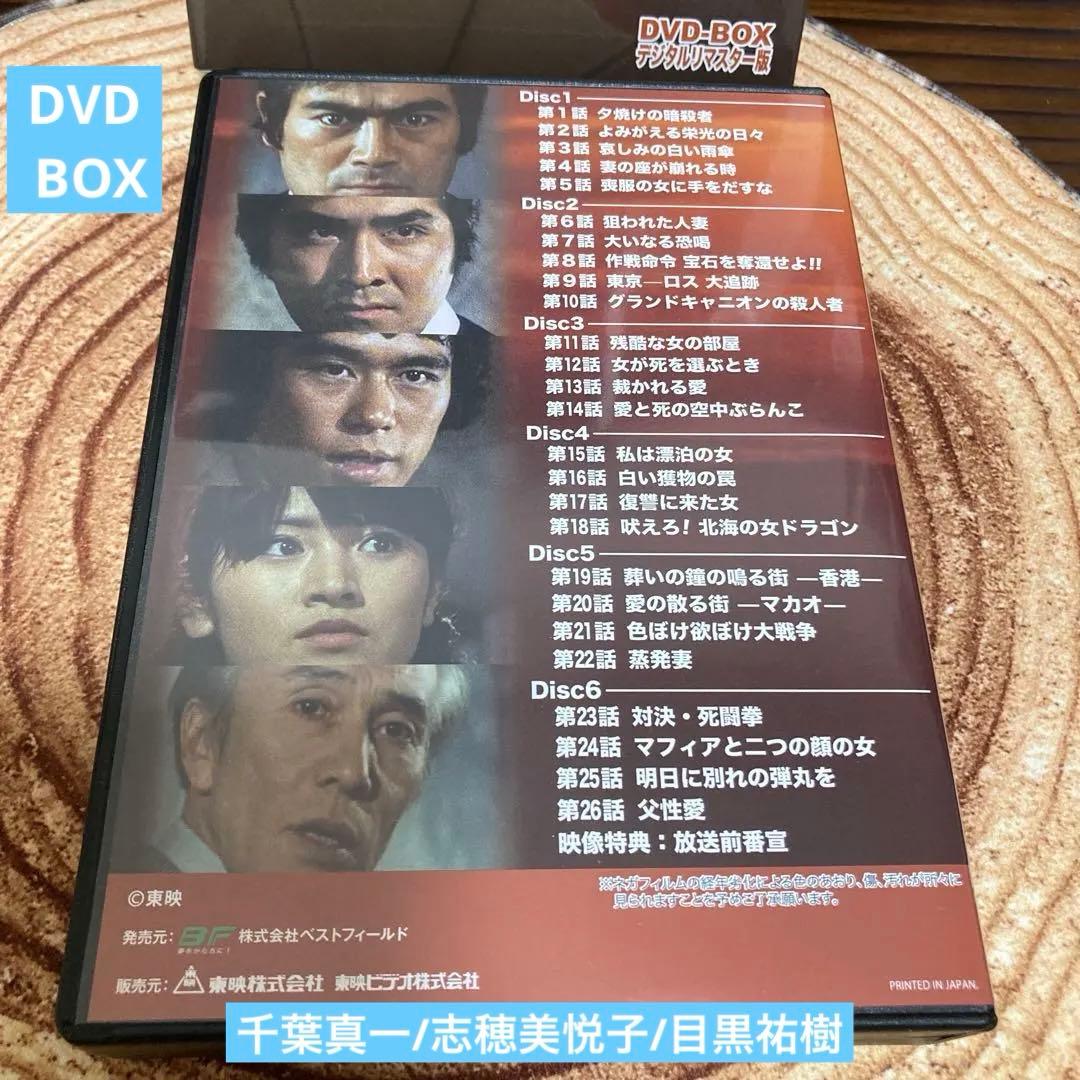 DVD-BOX
デジタルリマスター版
DVD
BOX
Disc1
第1話 夕焼けの暗殺者
第2話 よみがえる栄光の日々
第3話 哀しみの白い雨傘
第4話 妻の座が崩れる時
第5話 喪服の女に手をだすな
Disc2
第6話 狙われた人妻
第7話 大いなる恐喝
第8話 作戦命令 宝石を奪還せよ!!
第9話 東京―ロス 大追跡
第10話 グランドキャニオンの殺人者
Disc3
第11話 残酷な女の部屋
第12話 女が死を選ぶとき
第13話 裁かれる愛
第14話 愛と死の空中ぶらんこ
Disc4
第15話 私は漂泊の女
第16話 白い獲物の罠
第17話 復讐に来た女
第18話 吠えろ! 北海の女ドラゴン
Disc5
第19話 葬いの鐘の鳴る街 ―香港―
第20話 愛の散る街 ―マカオ―
第21話 色ぼけ欲ぼけ大戦争
第22話 蒸発妻
Disc6
第23話 対決・死闘拳
第24話 マフィアと二つの顔の女
第25話 明日に別れの弾丸を
第26話 父性愛
映像特典：放送前番宣
※ネガフィルムの経年劣化による色のあおり、傷、汚れが所々に
見られますことを予めご了承願います。
©東映
発売元: BF 株式会社ベストフィールド
夢をかたちに!
販売元: 東映 東映株式会社 東映ビデオ株式会社
PRINTED IN JAPAN.
千葉真一/志穂美悦子/目黒祐樹